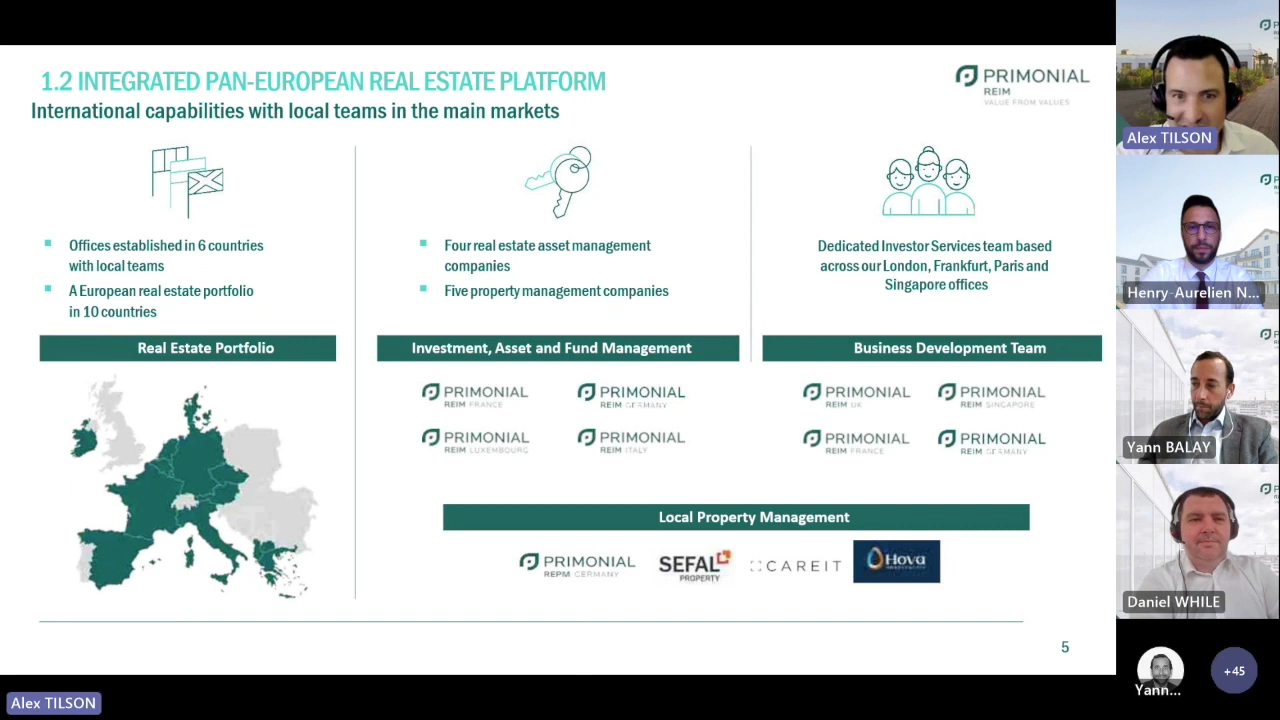 1.2 INTEGRATED PAN-EUROPEAN REAL ESTATE PLATFORM
International capabilities with local teams in the main markets
PRIMONIAL
REIM
VALUE FROM VALUES
Offices established in 6 countries
with local teams
A European real estate portfolio
in 10 countries
Four real estate asset management
companies
Five property management companies
Dedicated Investor Services team based
across our London, Frankfurt, Paris and
Singapore offices
Real Estate Portfolio
Investment, Asset and Fund Management
Business Development Team
PRIMONIAL
REIM FRANCE
PRIMONIAL
REIM GERMANY
PRIMONIAL
REIM LUXEMBOURG
PRIMONIAL
REIM ITALY
PRIMONIAL
REIM UK
PRIMONIAL
REIM SINGAPORE
PRIMONIAL
REIM FRANCE
PRIMONIAL
REIM GERMANY
Local Property Management
PRIMONIAL
REPM GERMANY
SEFAL
PROPERTY
CAREIT
Hova
5
Alex TILSON
Alex TILSON
Henry-Aurelien N...
Yann BALAY
Daniel WHILE
Yann...
+45